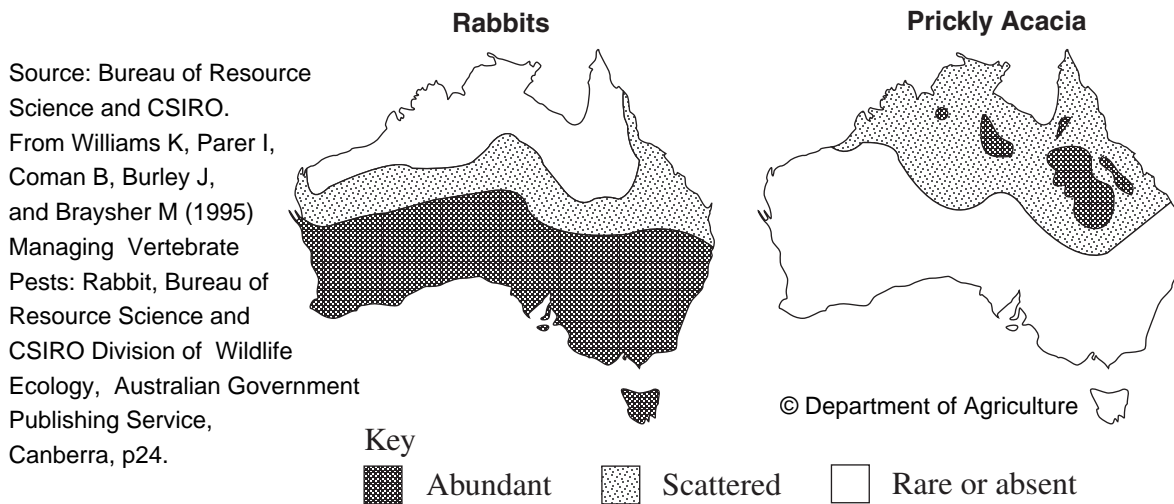 Rabbits
Prickly Acacia
Source: Bureau of Resource
Science and CSIRO.
From Williams K, Parer I,
Coman B, Burley J,
and Braysher M (1995)
Managing Vertebrate
Pests: Rabbit, Bureau of
Resource Science and
CSIRO Division of Wildlife
Ecology, Australian Government
Publishing Service,
Canberra, p24.
© Department of Agriculture
Key
Abundant
Scattered
Rare or absent